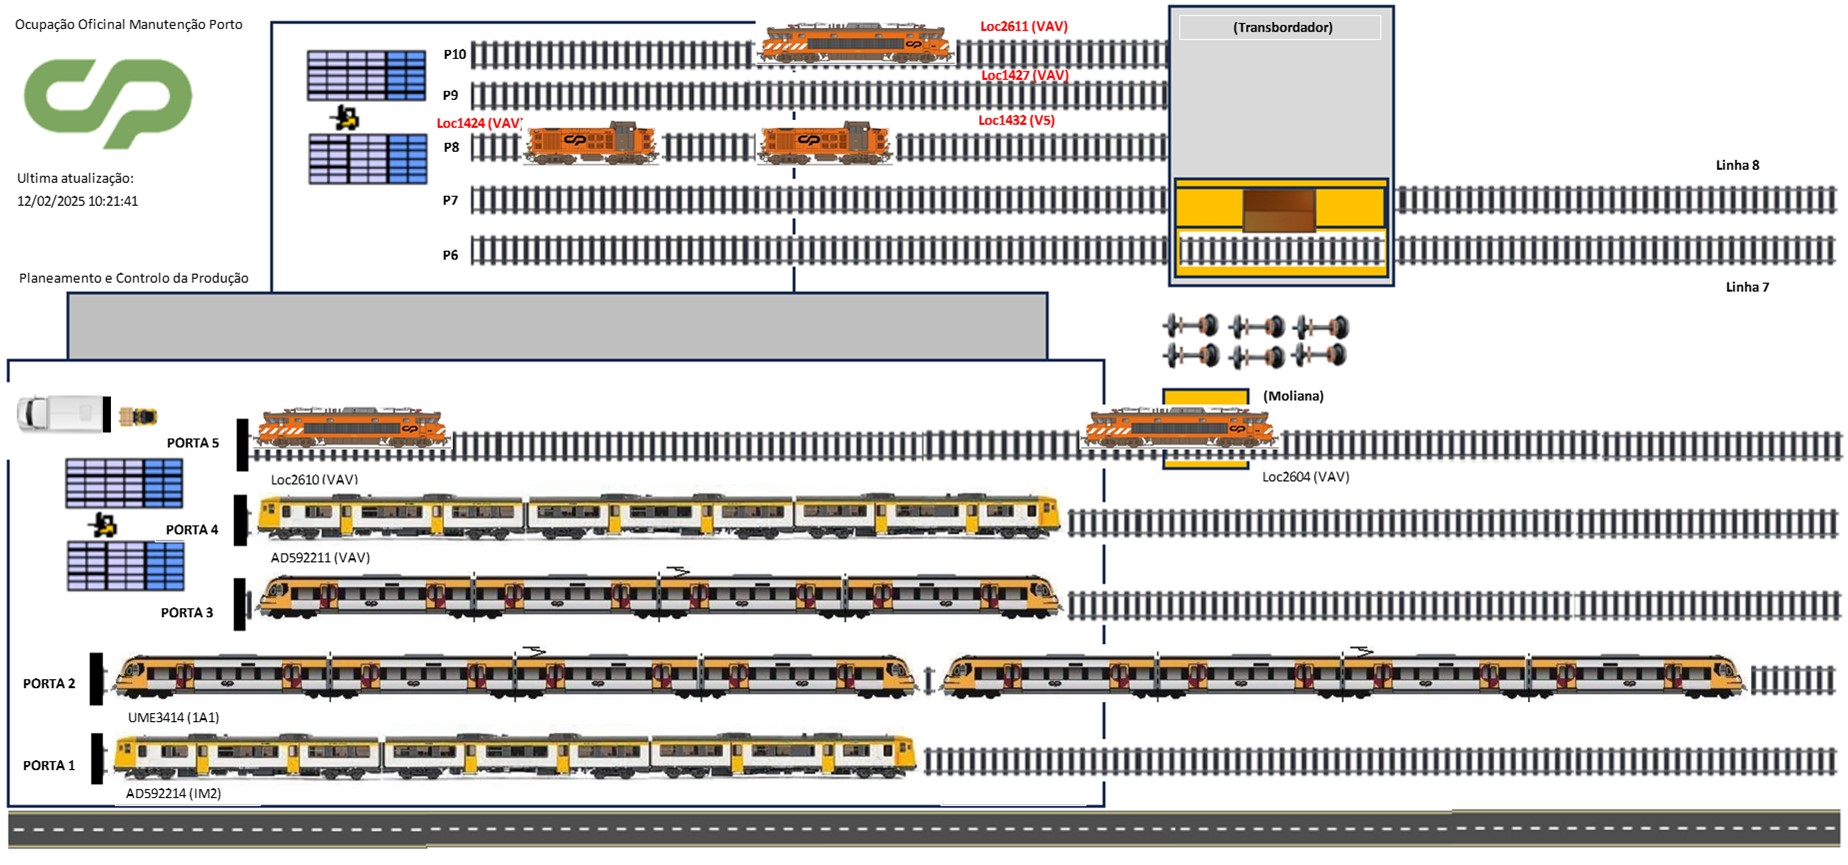 Ocupação Oficinal Manutenção Porto
CP
Ultima atualização:
12/02/2025 10:21:41
Planeamento e Controlo da Produção
P10
Loc2611 (VAV)
P9
Loc1427 (VAV)
Loc1424 (VAV)
Loc1432 (V5)
P8
P7
P6
(Transbordador)
Linha 8
Linha 7
(Moliana)
PORTA 5
Loc2610 (VAV)
Loc2604 (VAV)
PORTA 4
AD592211 (VAV)
PORTA 3
PORTA 2
UME3414 (1A1)
PORTA 1
AD592214 (IM2)